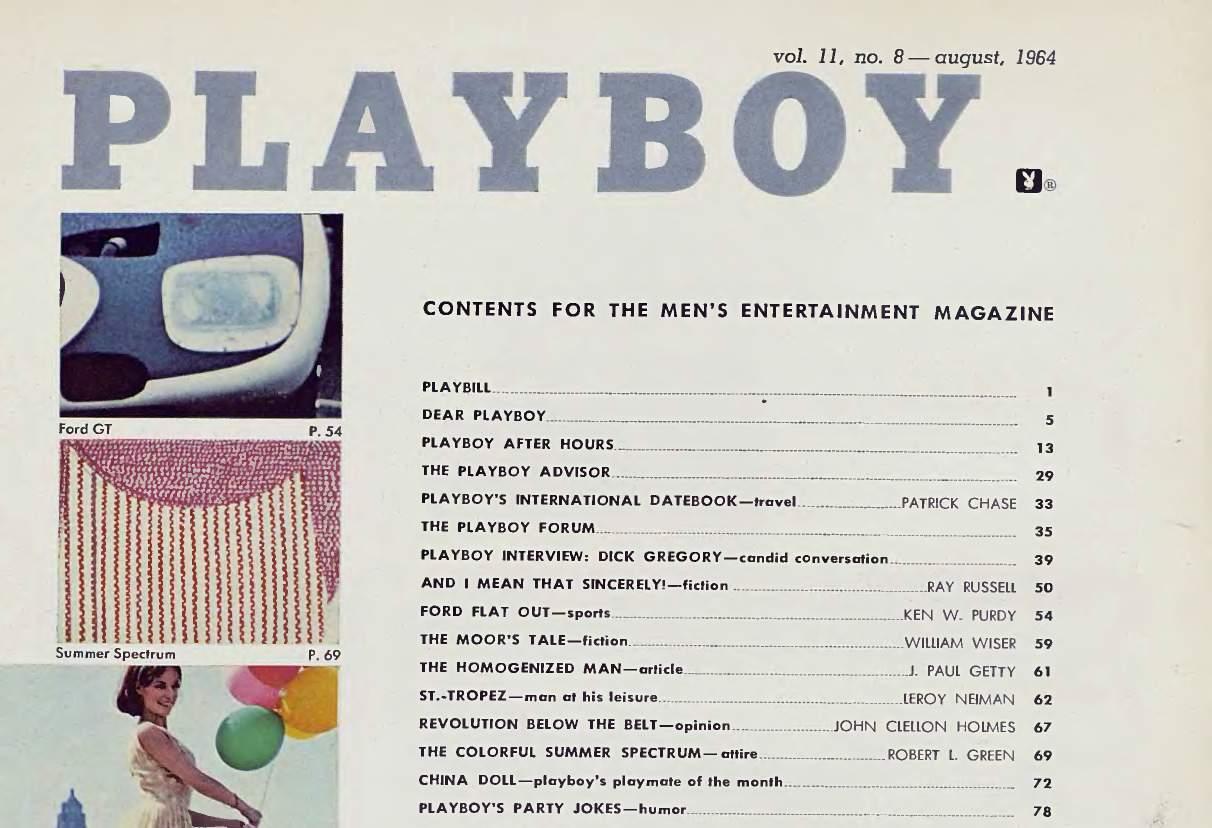 vol. 11, no. 8 — august, 1964
PLAYBOY
®
CONTENTS FOR THE MEN'S ENTERTAINMENT MAGAZINE
PLAYBILL 1
DEAR PLAYBOY 5
PLAYBOY AFTER HOURS 13
THE PLAYBOY ADVISOR 29
PLAYBOY'S INTERNATIONAL DATEBOOK—travel PATRICK CHASE 33
THE PLAYBOY FORUM 35
PLAYBOY INTERVIEW: DICK GREGORY—candid conversation 39
AND I MEAN THAT SINCERELY!—fiction RAY RUSSELL 50
FORD FLAT OUT—sports KEN W. PURDY 54
THE MOOR'S TALE—fiction WILLIAM WISER 59
THE HOMOGENIZED MAN—article J. PAUL GETTY 61
ST.-TROPEZ—man at his leisure LEROY NEIMAN 62
REVOLUTION BELOW THE BELT—opinion JOHN CLELLON HOLMES 67
THE COLORFUL SUMMER SPECTRUM—attire ROBERT L. GREEN 69
CHINA DOLL—playboy's playmate of the month 72
PLAYBOY'S PARTY JOKES—humor 78
Ford GT P. 54
Summer Spectrum P. 69